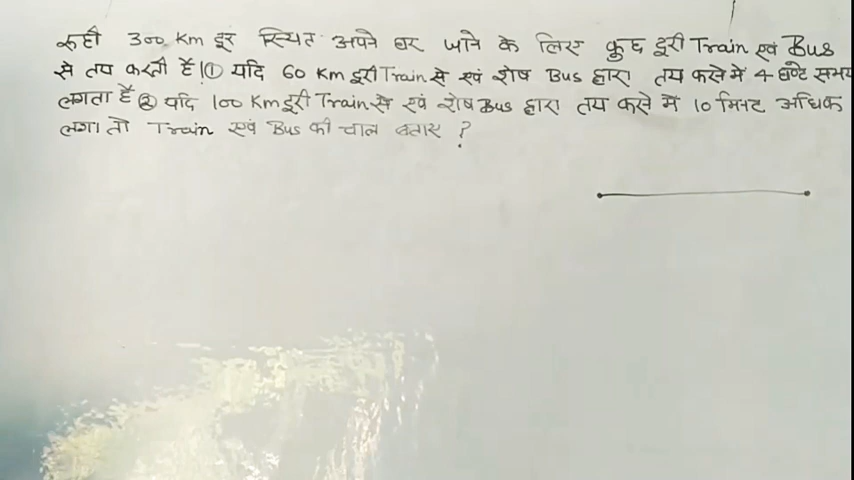 रूही 300 Km दूर स्थित अपने घर जाने के लिए कुछ दूरी Train एवं Bus
से तय करती है। ① यदि 60 Km दूरी Train से एवं शेष Bus द्वारा तय करने में 4 घण्टे समय
लगता है ② यदि 100 Km दूरी Train से एवं शेष Bus द्वारा तय करने में 10 मिनट अधिक
लगा तो Train एवं Bus की चाल बताए ?